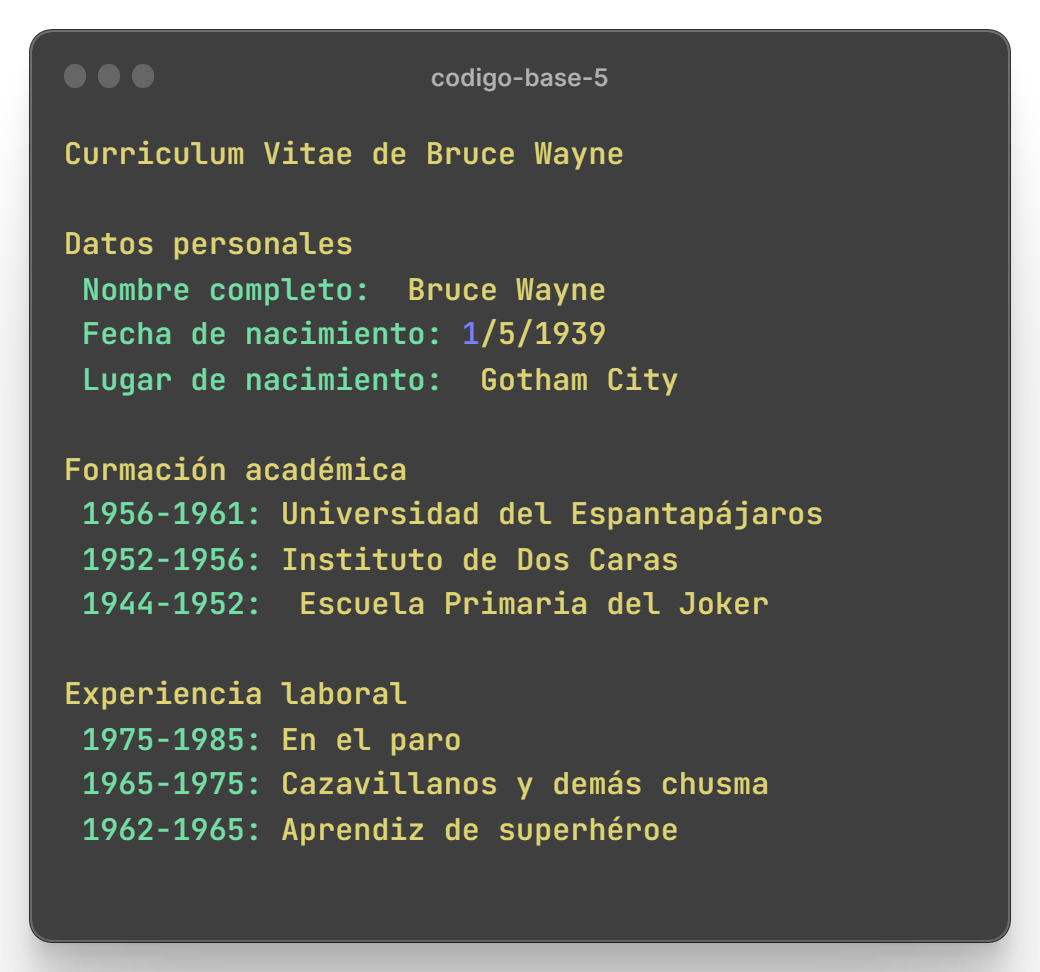 codigo-base-5
Curriculum Vitae de Bruce Wayne
Datos personales
Nombre completo:  Bruce Wayne
Fecha de nacimiento: 1/5/1939
Lugar de nacimiento:  Gotham City
Formación académica
1956-1961: Universidad del Espantapájaros
1952-1956: Instituto de Dos Caras
1944-1952:  Escuela Primaria del Joker
Experiencia laboral
1975-1985: En el paro
1965-1975: Cazavillanos y demás chusma
1962-1965: Aprendiz de superhéroe